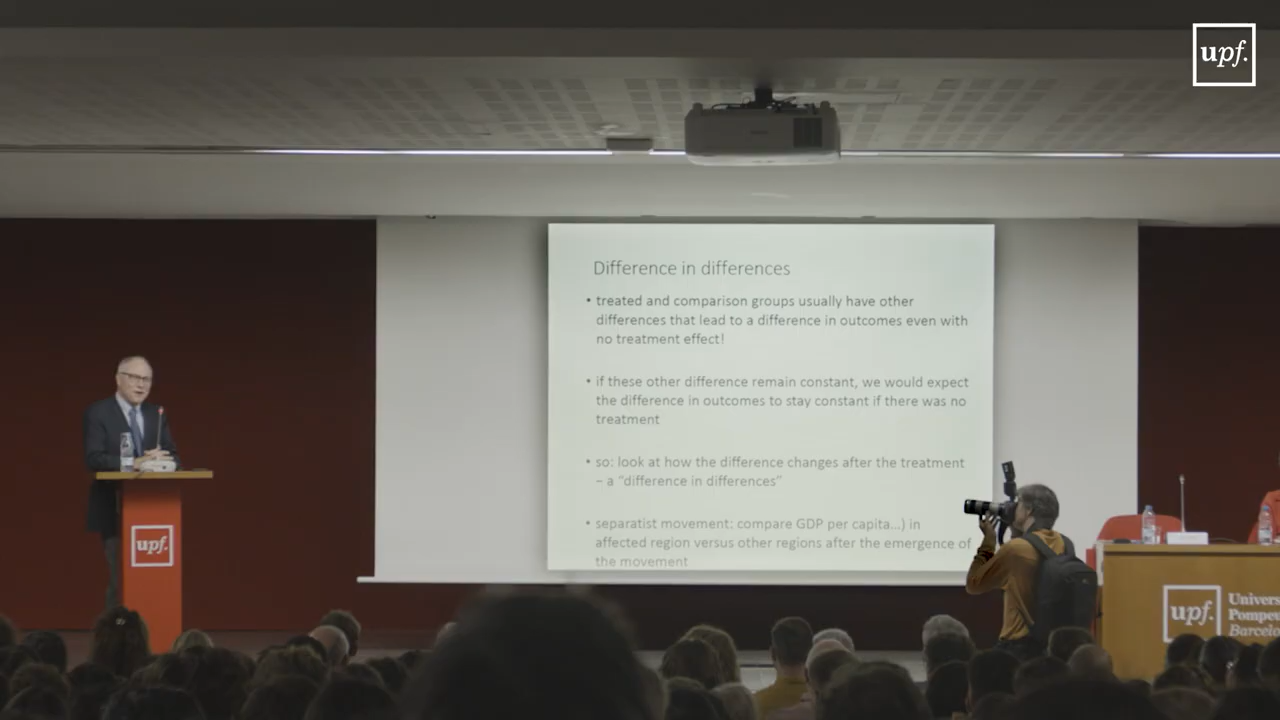 upf.
Difference in differences
• treated and comparison groups usually have other
differences that lead to a difference in outcomes even with
no treatment effect!
• if these other difference remain constant, we would expect
the difference in outcomes to stay constant if there was no
treatment
• so: look at how the difference changes after the treatment
– a “difference in differences”
• separatist movement: compare GDP per capita...) in
affected region versus other regions after the emergence of
the movement
upf.
upf.
Univers
Pompeu
Barcelo